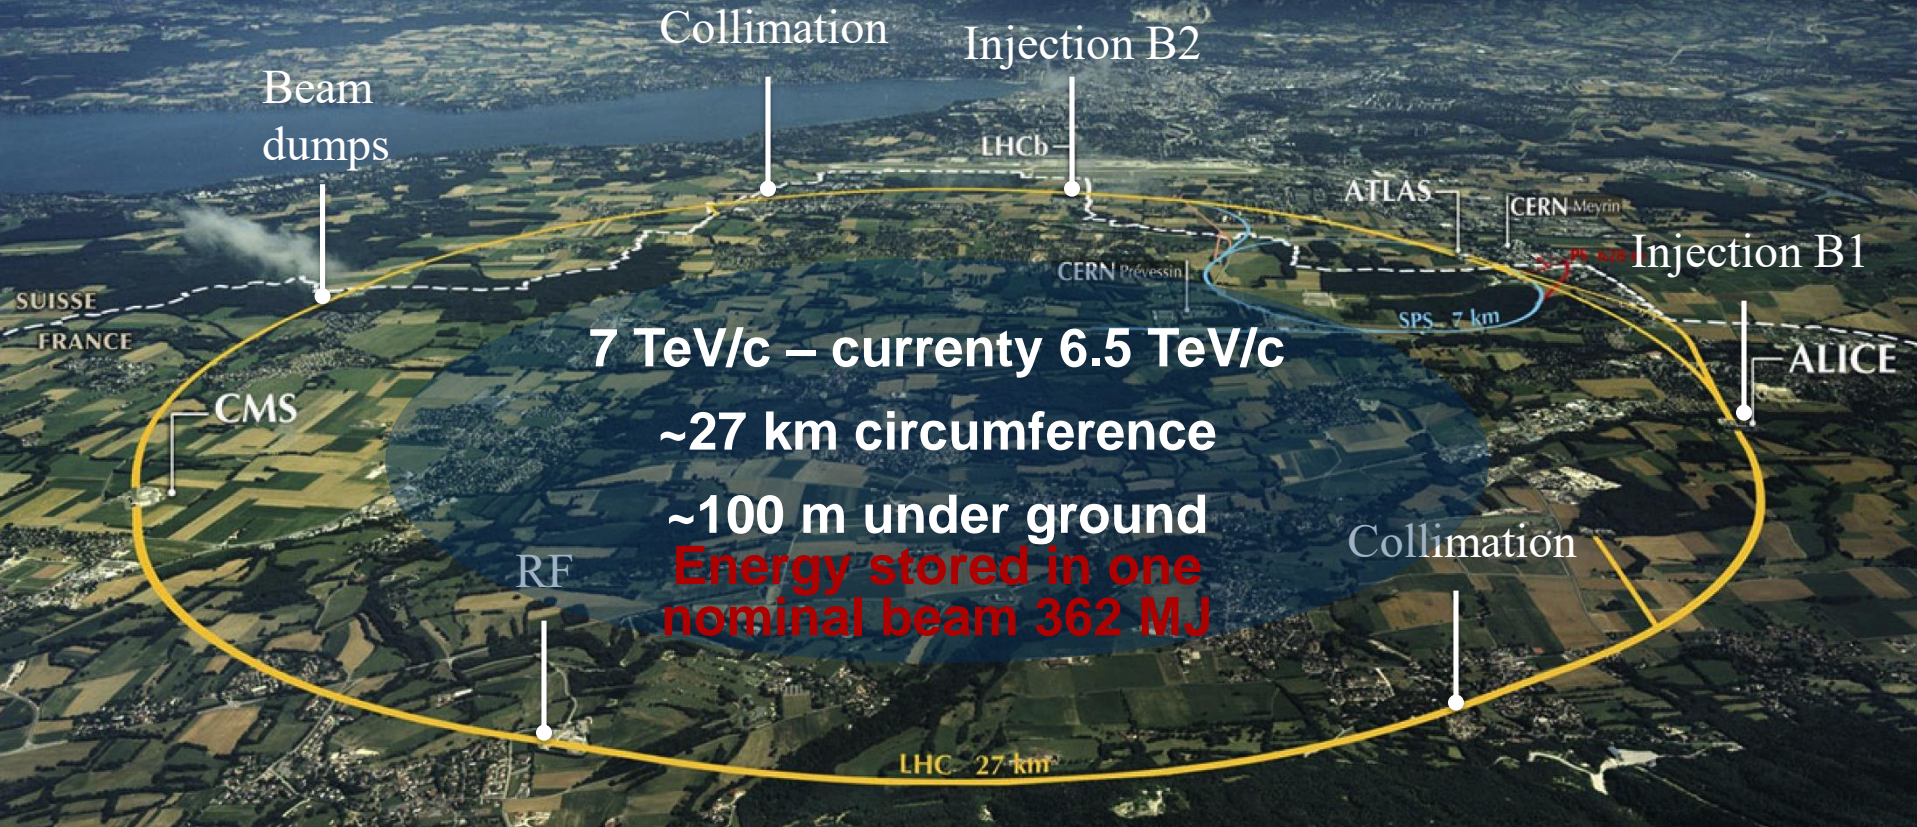 Collimation
Injection B2
Beam
dumps
LHCb
ATLAS
CERN Meyrin
Injection B1
CERN Prévessin
SUISSE
FRANCE
SPS 7 km
7 TeV/c – currenty 6.5 TeV/c
ALICE
CMS
~27 km circumference
~100 m under ground
Collimation
RF
Energy stored in one
nominal beam 362 MJ
LHC 27 km